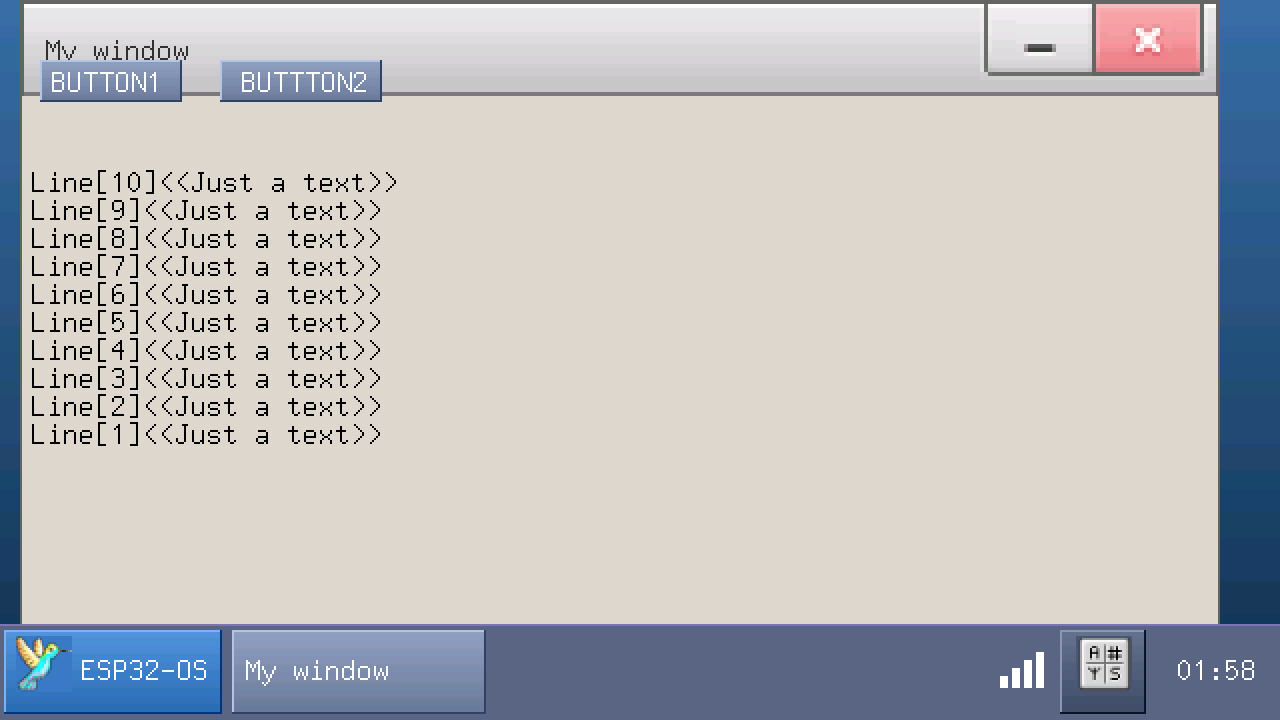 My window
BUTTON1 BUTTTON2
Line[10]<<Just a text>>
Line[9]<<Just a text>>
Line[8]<<Just a text>>
Line[7]<<Just a text>>
Line[6]<<Just a text>>
Line[5]<<Just a text>>
Line[4]<<Just a text>>
Line[3]<<Just a text>>
Line[2]<<Just a text>>
Line[1]<<Just a text>>
ESP32-OS My window A # Y S 01:58